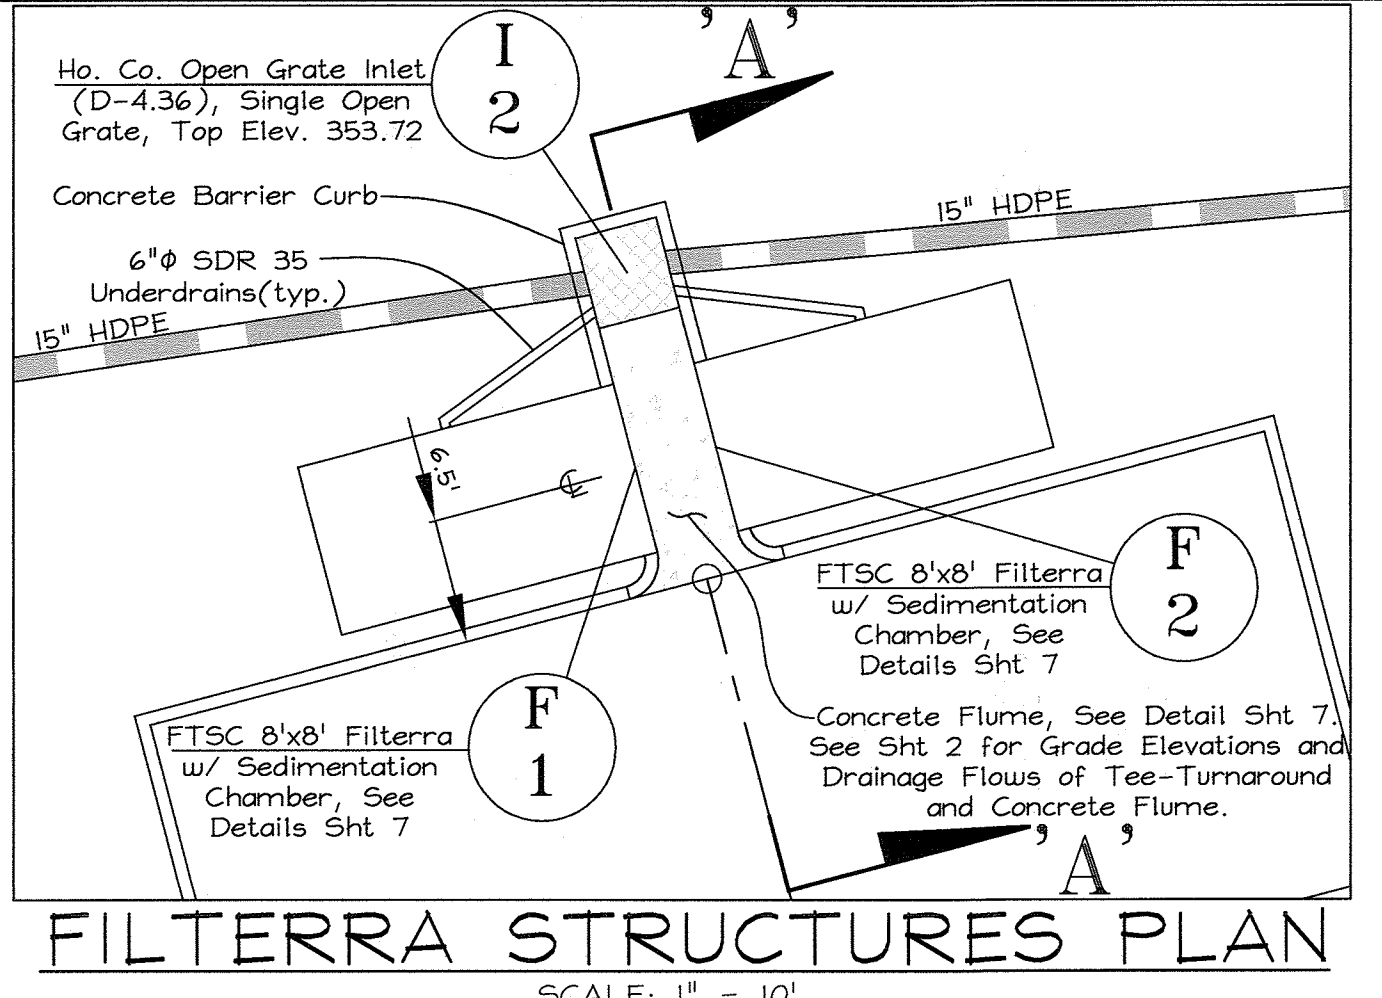 'A'
I
2
Ho. Co. Open Grate Inlet
(D-4.36), Single Open
Grate, Top Elev. 353.72
Concrete Barrier Curb
15" HDPE
6"Φ SDR 35
Underdrains(typ.)
15" HDPE
6.5'
℄
F
2
FTSC 8'x8' Filterra
w/ Sedimentation
Chamber, See
Details Sht 7
F
1
FTSC 8'x8' Filterra
w/ Sedimentation
Chamber, See
Details Sht 7
Concrete Flume, See Detail Sht 7.
See Sht 2 for Grade Elevations and
Drainage Flows of Tee-Turnaround
and Concrete Flume.
'A'
FILTERRA STRUCTURES PLAN
SCALE: 1" = 10'